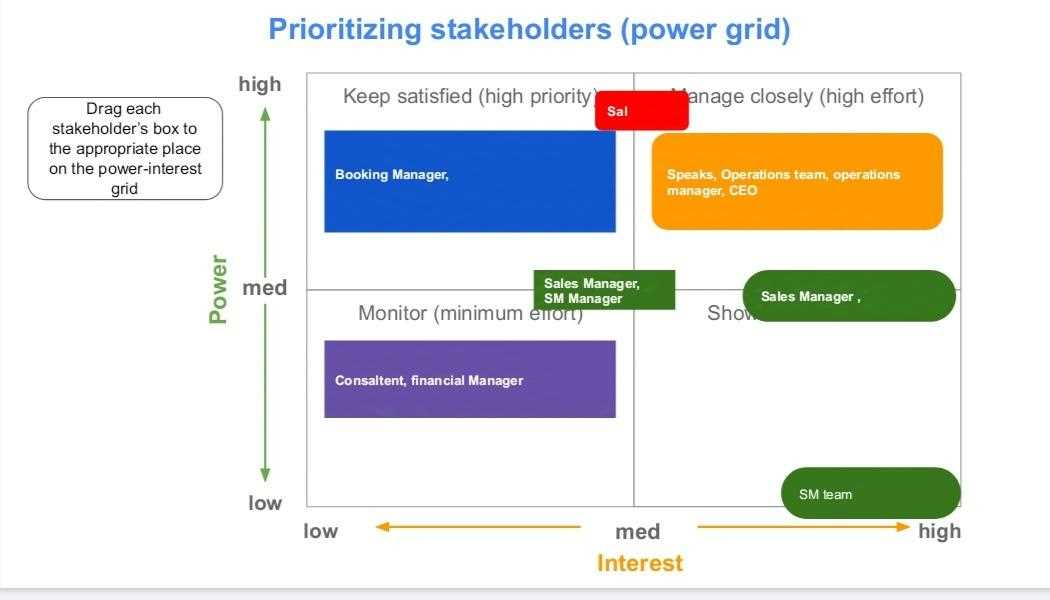 Prioritizing stakeholders (power grid)
high
Drag each
stakeholder's box to
the appropriate place
on the power-interest
grid
Keep satisfied (high priority)
Sal
Manage closely (high effort)
Booking Manager,
Speaks, Operations team, operations
manager, CEO
Power
med
Sales Manager,
SM Manager
Sales Manager ,
Monitor (minimum effort)
Show
Consaltent, financial Manager
SM team
low
low
med
high
Interest